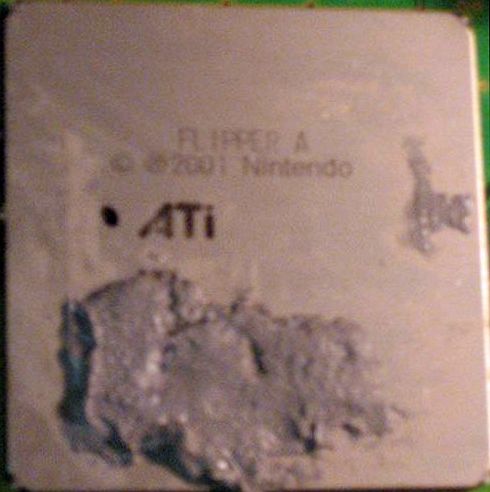 FLIPPER A
© ℗2001 Nintendo
ATi